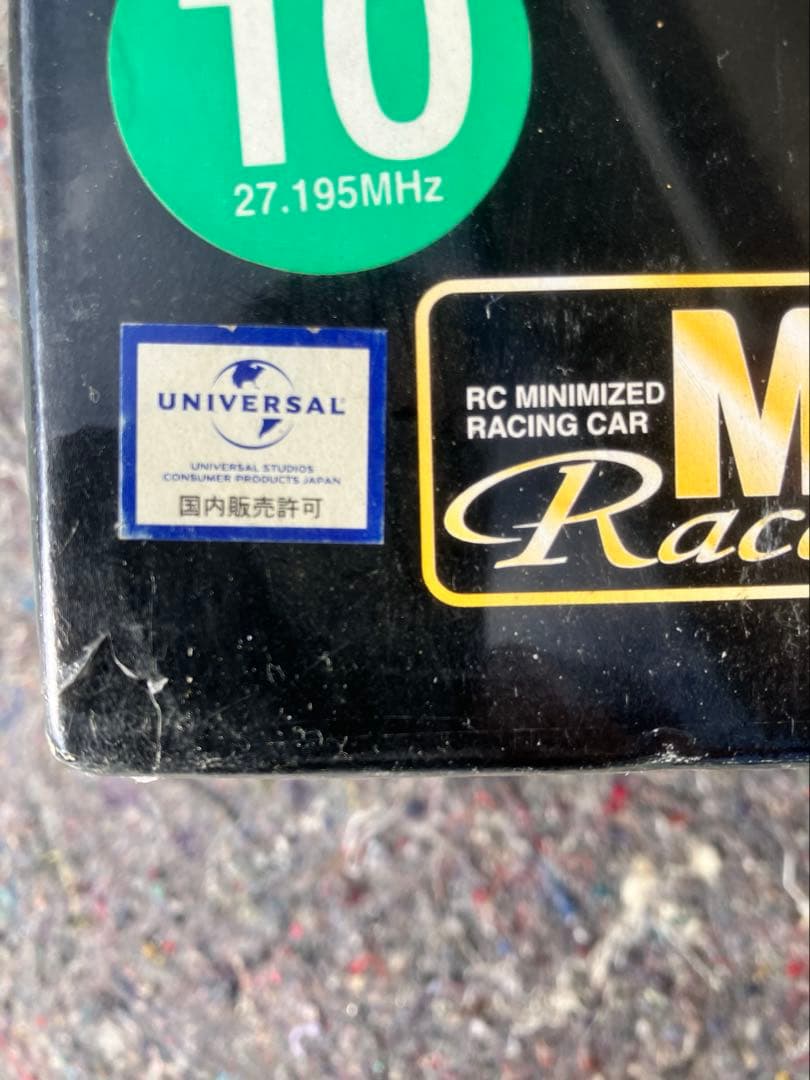 10
27.195MHz
UNIVERSAL
UNIVERSAL STUDIOS
CONSUMER PRODUCTS JAPAN
国内販売許可
RC MINIMIZED
RACING CAR
M
Rac